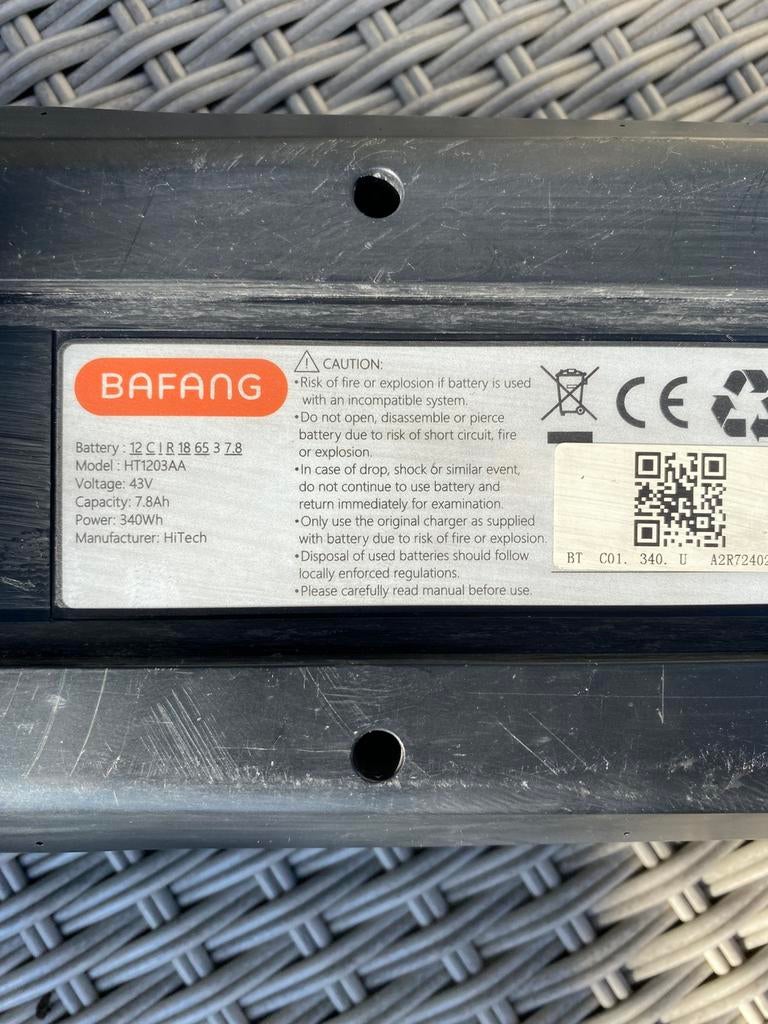 BAFANG
Battery : 12 C I R 18 65 3 7.8
Model : HT1203AA
Voltage: 43V
Capacity: 7.8Ah
Power: 340Wh
Manufacturer: HiTech
CAUTION:
•Risk of fire or explosion if battery is used
with an incompatible system.
•Do not open, disassemble or pierce
battery due to risk of short circuit, fire
or explosion.
•In case of drop, shock or similar event,
do not continue to use battery and
return immediately for examination.
•Only use the original charger as supplied
with battery due to risk of fire or explosion.
•Disposal of used batteries should follow
locally enforced regulations.
•Please carefully read manual before use.
CE
BT C01. 340. U A2R72402